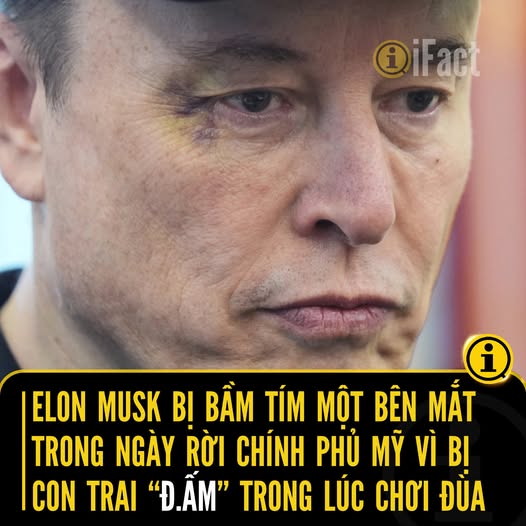 iFact
ELON MUSK BỊ BẦM TÍM MỘT BÊN MẮT
TRONG NGÀY RỜI CHÍNH PHỦ MỸ VÌ BỊ
CON TRAI “Đ.ẤM” TRONG LÚC CHƠI ĐÙA